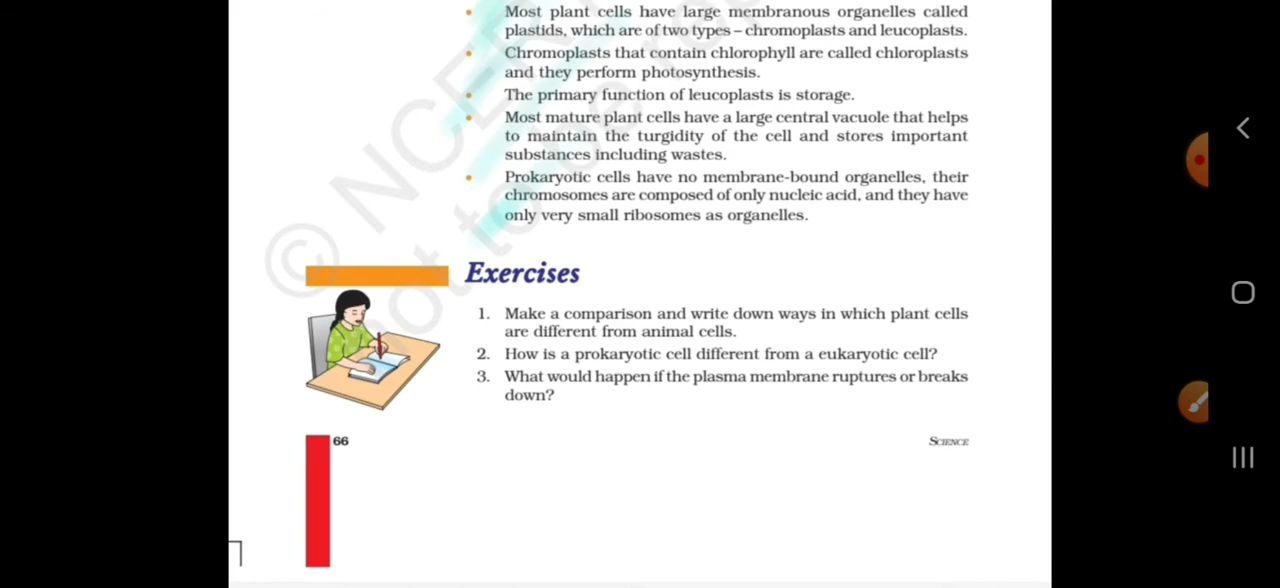 • Most plant cells have large membranous organelles called
plastids, which are of two types – chromoplasts and leucoplasts.
• Chromoplasts that contain chlorophyll are called chloroplasts
and they perform photosynthesis.
• The primary function of leucoplasts is storage.
• Most mature plant cells have a large central vacuole that helps
to maintain the turgidity of the cell and stores important
substances including wastes.
• Prokaryotic cells have no membrane-bound organelles, their
chromosomes are composed of only nucleic acid, and they have
only very small ribosomes as organelles.
Exercises
1. Make a comparison and write down ways in which plant cells
are different from animal cells.
2. How is a prokaryotic cell different from a eukaryotic cell?
3. What would happen if the plasma membrane ruptures or breaks
down?
66
SCIENCE
© NCER
not to be rep